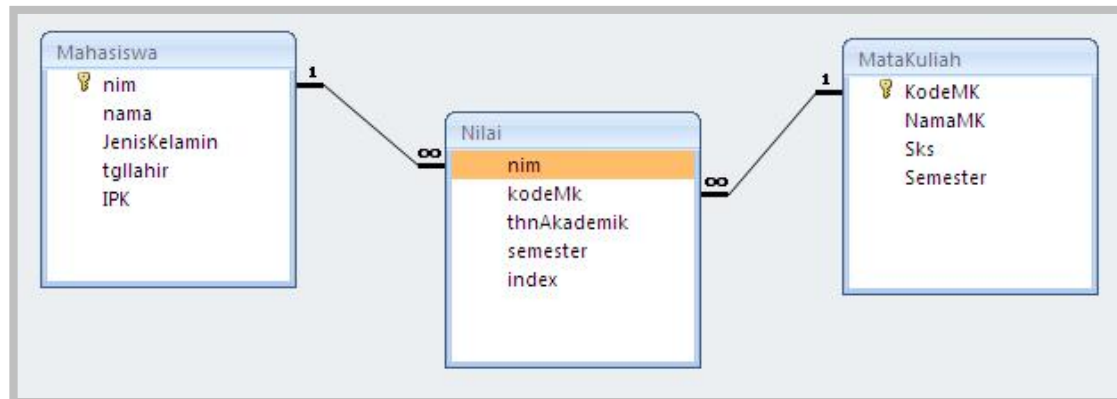 Mahasiswa
nim
nama
JenisKelamin
tgllahir
IPK
1
∞
Nilai
nim
kodeMk
thnAkademik
semester
index
∞
1
MataKuliah
KodeMK
NamaMK
Sks
Semester